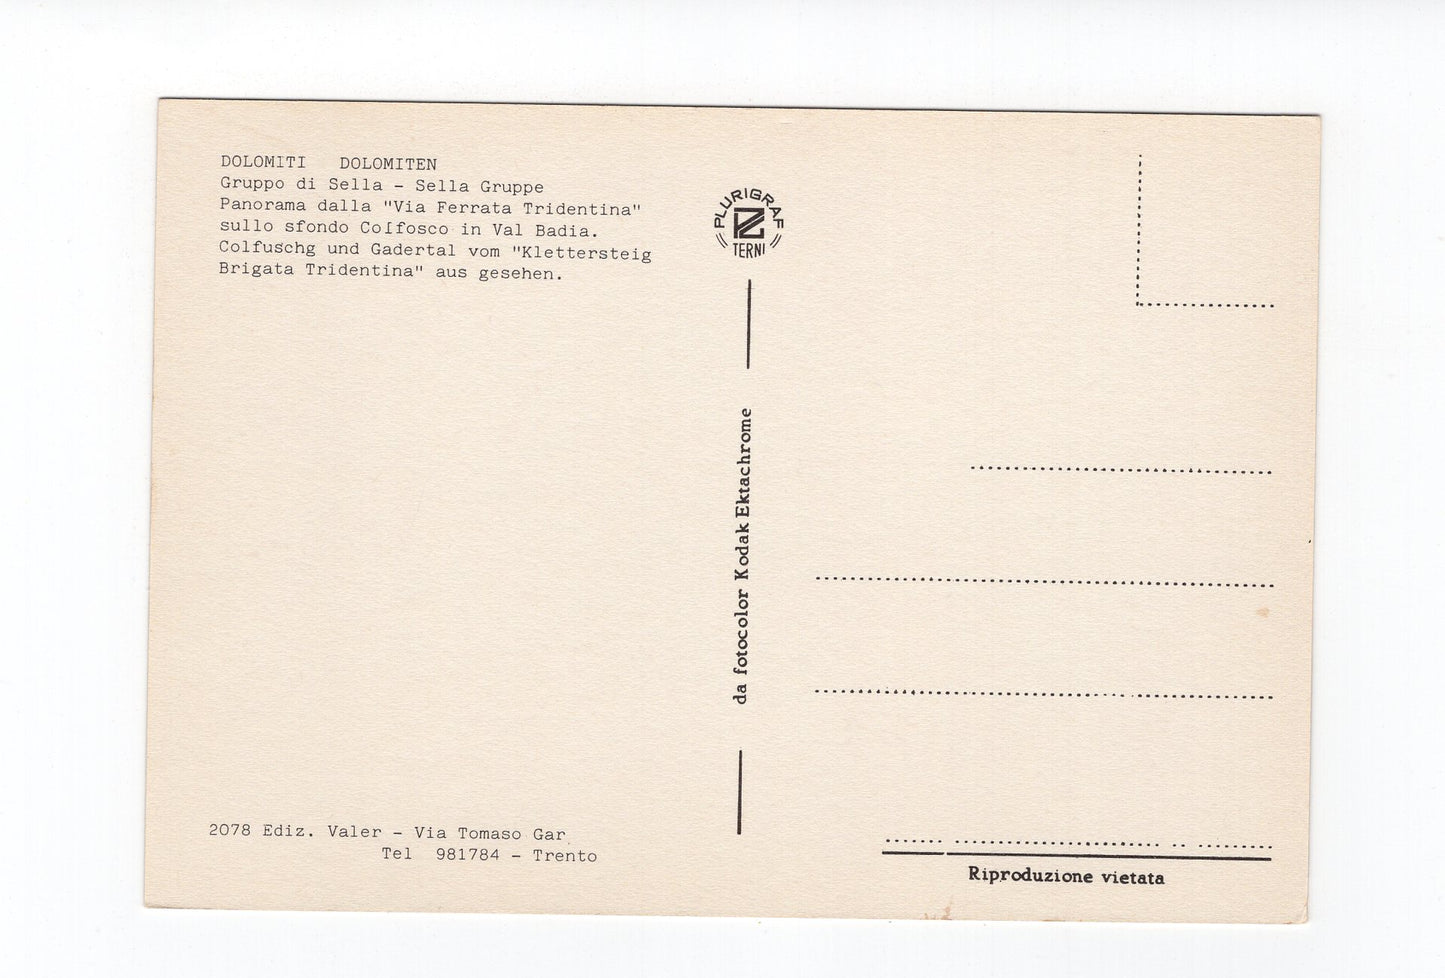 DOLOMITI DOLOMITEN
Gruppo di Sella - Sella Gruppe
Panorama dalla "Via Ferrata Tridentina"
sullo sfondo Colfosco in Val Badia.
Colfuschg und Gadertal vom "Klettersteig
Brigata Tridentina" aus gesehen.
2078 Ediz. Valer - Via Tomaso Gar
Tel 981784 - Trento
PLURIGRAF
TERNI
da fotocolor Kodak Ektachrome
Riproduzione vietata